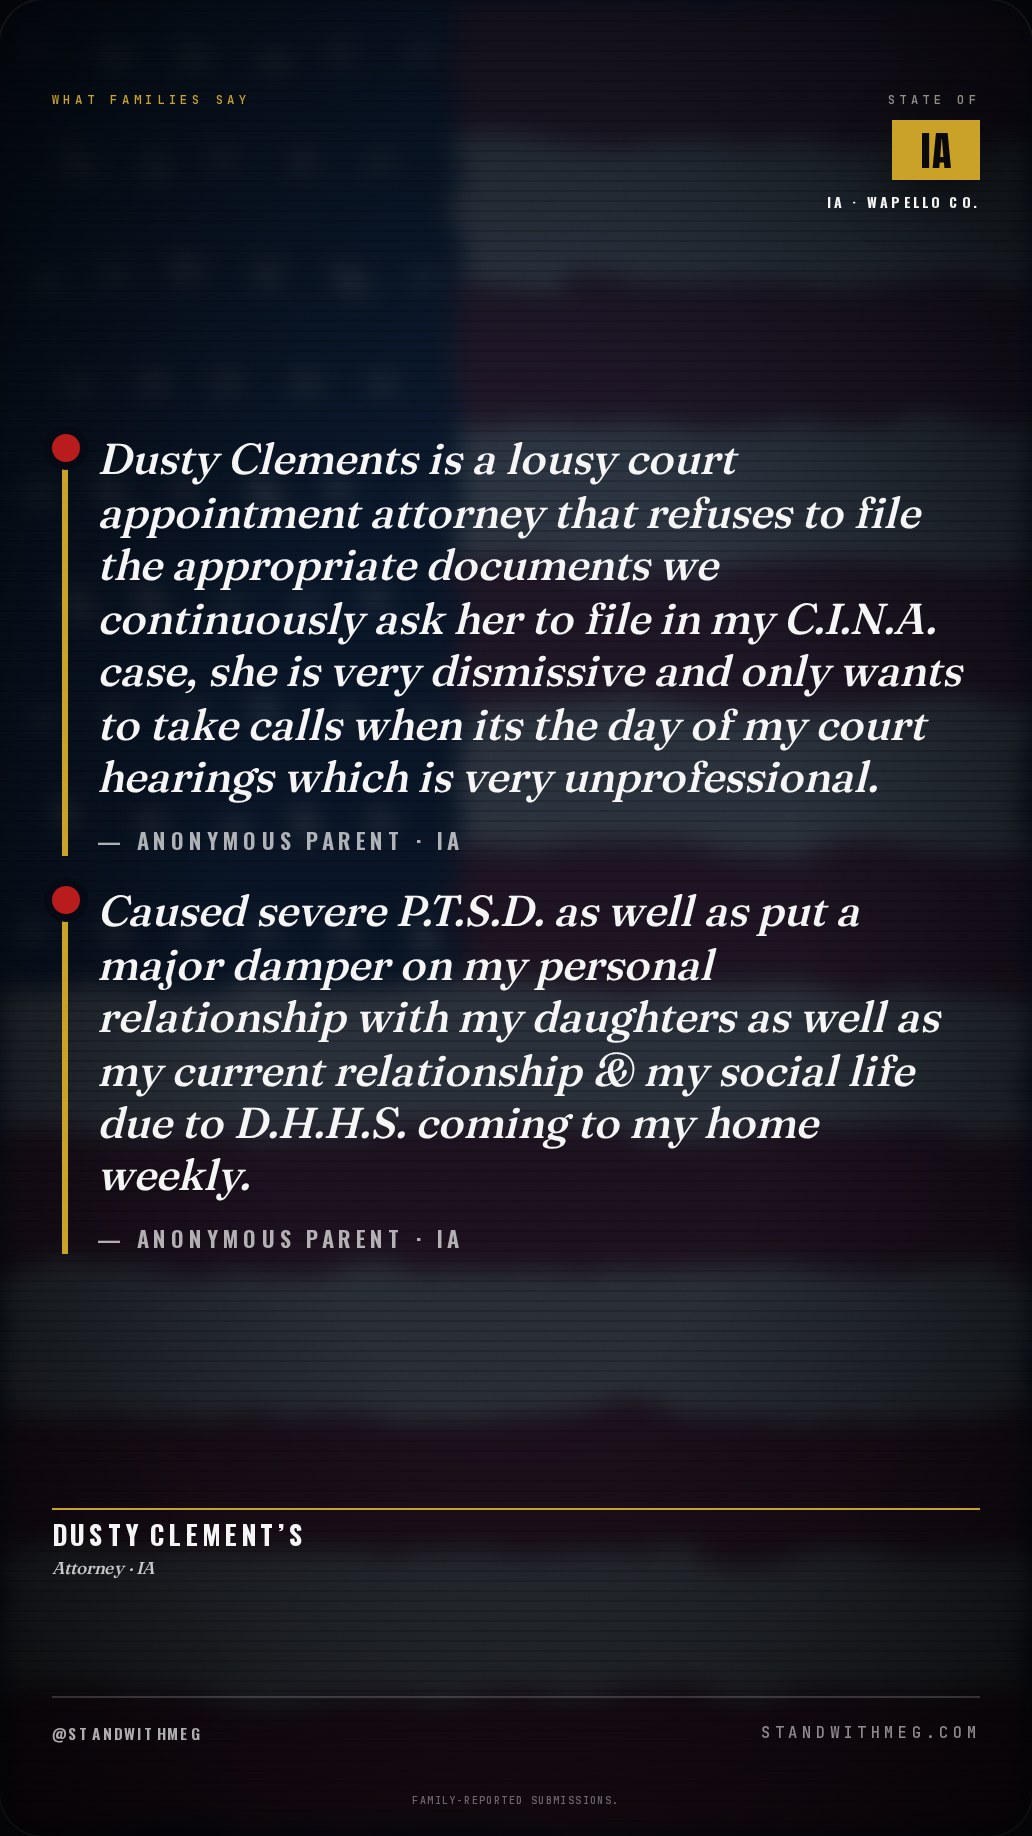 WHAT FAMILIES SAY
STATE OF
IA
IA · WAPELLO CO.
Dusty Clements is a lousy court
appointment attorney that refuses to file
the appropriate documents we
continuously ask her to file in my C.I.N.A.
case, she is very dismissive and only wants
to take calls when its the day of my court
hearings which is very unprofessional.
— ANONYMOUS PARENT · IA
Caused severe P.T.S.D. as well as put a
major damper on my personal
relationship with my daughters as well as
my current relationship & my social life
due to D.H.H.S. coming to my home
weekly.
— ANONYMOUS PARENT · IA
DUSTY CLEMENT’S
Attorney · IA
@STANDWITHMEG
STANDWITHMEG.COM
FAMILY-REPORTED SUBMISSIONS.